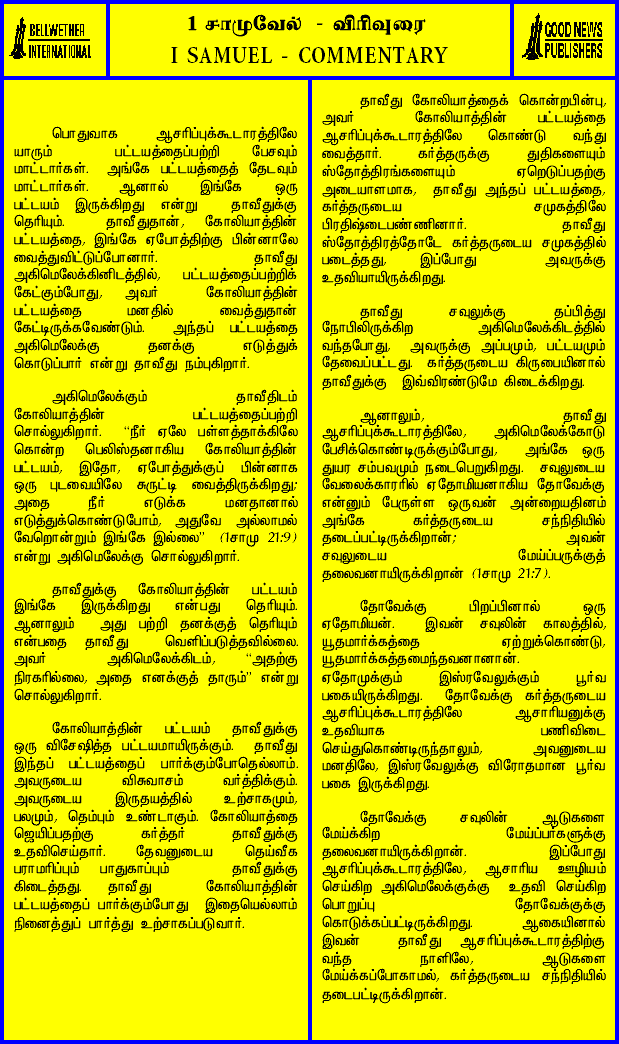 BELLWETHER
INTERNATIONAL
1 சாமுவேல் - விரிவுரை
I SAMUEL - COMMENTARY
GOOD NEWS
PUBLISHERS
பொதுவாக ஆசரிப்புக்கூடாரத்திலே
யாரும் பட்டயத்தைப்பற்றி பேசவும்
மாட்டார்கள். அங்கே பட்டயத்தைத் தேடவும்
மாட்டார்கள். ஆனால் இங்கே ஒரு
பட்டயம் இருக்கிறது என்று தாவீதுக்கு
தெரியும். தாவீதுதான், கோலியாத்தின்
பட்டயத்தை, இங்கே ஏபோத்திற்கு பின்னாலே
வைத்துவிட்டுப்போனார். தாவீது
அகிமெலேக்கினிடத்தில், பட்டயத்தைப்பற்றிக்
கேட்கும்போது, அவர் கோலியாத்தின்
பட்டயத்தை மனதில் வைத்துதான்
கேட்டிருக்கவேண்டும். அந்தப் பட்டயத்தை
அகிமெலேக்கு தனக்கு எடுத்துக்
கொடுப்பார் என்று தாவீது நம்புகிறார்.
அகிமெலேக்கும் தாவீதிடம்
கோலியாத்தின் பட்டயத்தைப்பற்றி
சொல்லுகிறார். “நீர் ஏலே பள்ளத்தாக்கிலே
கொன்ற பெலிஸ்தனாகிய கோலியாத்தின்
பட்டயம், இதோ, ஏபோத்துக்குப் பின்னாக
ஒரு புடவையிலே சுருட்டி வைத்திருக்கிறது;
அதை நீர் எடுக்க மனதானால்
எடுத்துக்கொண்டுபோம், அதுவே அல்லாமல்
வேறொன்றும் இங்கே இல்லை” (1சாமு 21:9)
என்று அகிமெலேக்கு சொல்லுகிறார்.
தாவீதுக்கு கோலியாத்தின் பட்டயம்
இங்கே இருக்கிறது என்பது தெரியும்.
ஆனாலும் அது பற்றி தனக்குத் தெரியும்
என்பதை தாவீது வெளிப்படுத்தவில்லை.
அவர் அகிமெலேக்கிடம், “அதற்கு
நிரகரில்லை, அதை எனக்குத் தாரும்” என்று
சொல்லுகிறார்.
கோலியாத்தின் பட்டயம் தாவீதுக்கு
ஒரு விசேஷித்த பட்டயமாயிருக்கும். தாவீது
இந்தப் பட்டயத்தைப் பார்க்கும்போதெல்லாம்.
அவருடைய விசுவாசம் வர்த்திக்கும்.
அவருடைய இருதயத்தில் உற்சாகமும்,
பலமும், தெம்பும் உண்டாகும். கோலியாத்தை
ஜெயிப்பதற்கு கர்த்தர் தாவீதுக்கு
உதவிசெய்தார். தேவனுடைய தெய்வீக
பராமரிப்பும் பாதுகாப்பும் தாவீதுக்கு
கிடைத்தது. தாவீது கோலியாத்தின்
பட்டயத்தைப் பார்க்கும்போது இதையெல்லாம்
நினைத்துப் பார்த்து உற்சாகப்படுவார்.
தாவீது கோலியாத்தைக் கொன்றபின்பு,
அவர் கோலியாத்தின் பட்டயத்தை
ஆசரிப்புக்கூடாரத்திலே கொண்டு வந்து
வைத்தார். கர்த்தருக்கு துதிகளையும்
ஸ்தோத்திரங்களையும் ஏறெடுப்பதற்கு
அடையாளமாக, தாவீது அந்தப் பட்டயத்தை,
கர்த்தருடைய சமுகத்திலே
பிரதிஷ்டைபண்ணினார். தாவீது
ஸ்தோத்திரத்தோடே கர்த்தருடைய சமுகத்தில்
படைத்தது, இப்போது அவருக்கு
உதவியாயிருக்கிறது.
தாவீது சவுலுக்கு தப்பித்து
நோபிலிருக்கிற அகிமெலேக்கிடத்தில்
வந்தபோது, அவருக்கு அப்பமும், பட்டயமும்
தேவைப்பட்டது. கர்த்தருடைய கிருபையினால்
தாவீதுக்கு இவ்விரண்டுமே கிடைக்கிறது.
ஆனாலும், தாவீது
ஆசரிப்புக்கூடாரத்திலே, அகிமெலேக்கோடு
பேசிக்கொண்டிருக்கும்போது, அங்கே ஒரு
துயர சம்பவமும் நடைபெறுகிறது. சவுலுடைய
வேலைக்காரரில் ஏதோமியனாகிய தோவேக்கு
என்னும் பேருள்ள ஒருவன் அன்றையதினம்
அங்கே கர்த்தருடைய சந்நிதியில்
தடைப்பட்டிருக்கிறான்; அவன்
சவுலுடைய மேய்ப்பருக்குத்
தலைவனாயிருக்கிறான் (1சாமு 21:7).
தோவேக்கு பிறப்பினால் ஒரு
ஏதோமியன். இவன் சவுலின் காலத்தில்,
யூதமார்க்கத்தை ஏற்றுக்கொண்டு,
யூதமார்க்கத்தமைந்தவனானான்.
ஏதோமுக்கும் இஸ்ரவேலுக்கும் பூர்வ
பகையிருக்கிறது. தோவேக்கு கர்த்தருடைய
ஆசரிப்புக்கூடாரத்திலே ஆசாரியனுக்கு
உதவியாக பணிவிடை
செய்துகொண்டிருந்தாலும், அவனுடைய
மனதிலே, இஸ்ரவேலுக்கு விரோதமான பூர்வ
பகை இருக்கிறது.
தோவேக்கு சவுலின் ஆடுகளை
மேய்க்கிற மேய்ப்பர்களுக்கு
தலைவனாயிருக்கிறான். இப்போது
ஆசரிப்புக்கூடாரத்திலே, ஆசாரிய ஊழியம்
செய்கிற அகிமெலேக்குக்கு உதவி செய்கிற
பொறுப்பு தோவேக்குக்கு
கொடுக்கப்பட்டிருக்கிறது. ஆகையினால்
இவன் தாவீது ஆசரிப்புக்கூடாரத்திற்கு
வந்த நாளிலே, ஆடுகளை
மேய்க்கப்போகாமல், கர்த்தருடைய சந்நிதியில்
தடைபட்டிருக்கிறான்.